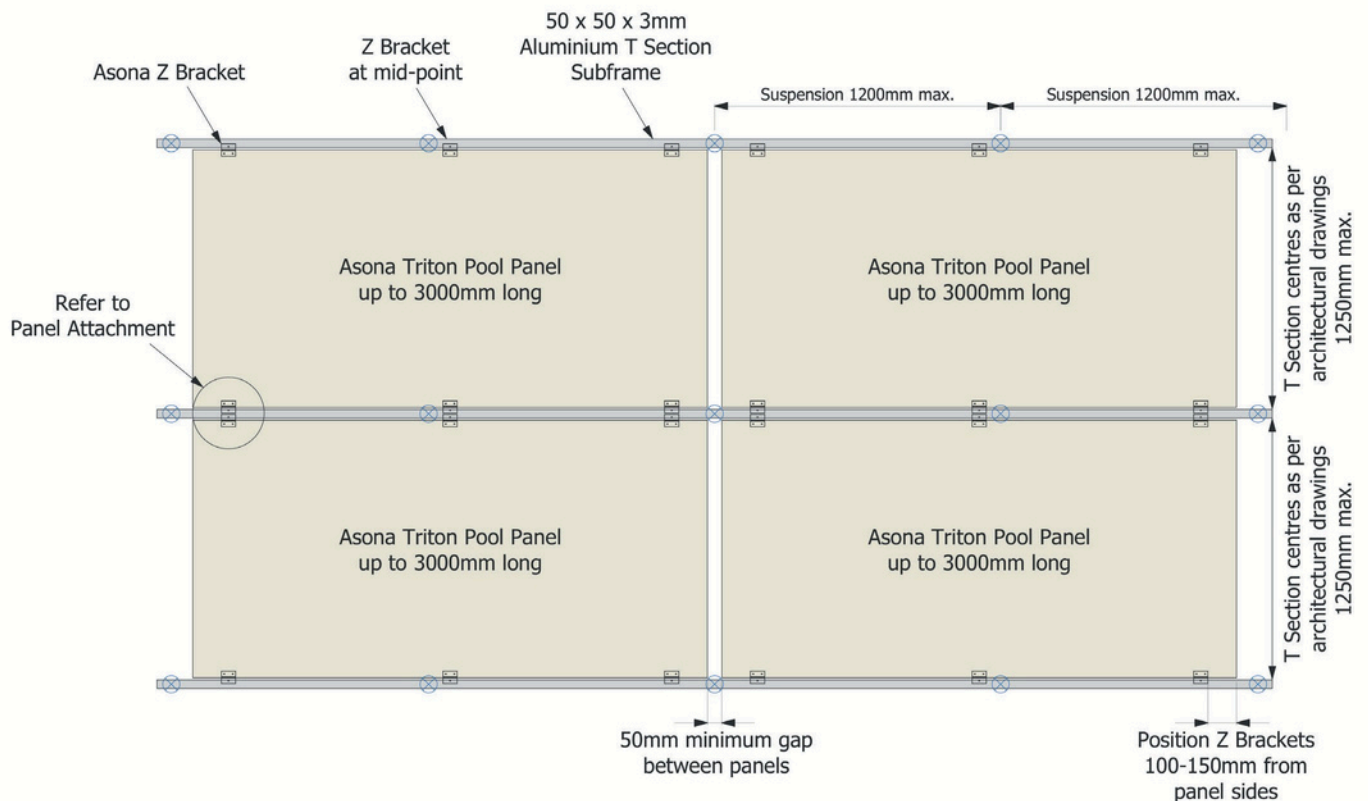 50 x 50 x 3mm
Aluminium T Section
Subframe
Z Bracket
at mid-point
Asona Z Bracket
Suspension 1200mm max.
Suspension 1200mm max.
Asona Triton Pool Panel
up to 3000mm long
Asona Triton Pool Panel
up to 3000mm long
T Section centres as per
architectural drawings
1250mm max.
Refer to
Panel Attachment
Asona Triton Pool Panel
up to 3000mm long
Asona Triton Pool Panel
up to 3000mm long
T Section centres as per
architectural drawings
1250mm max.
50mm minimum gap
between panels
Position Z Brackets
100-150mm from
panel sides